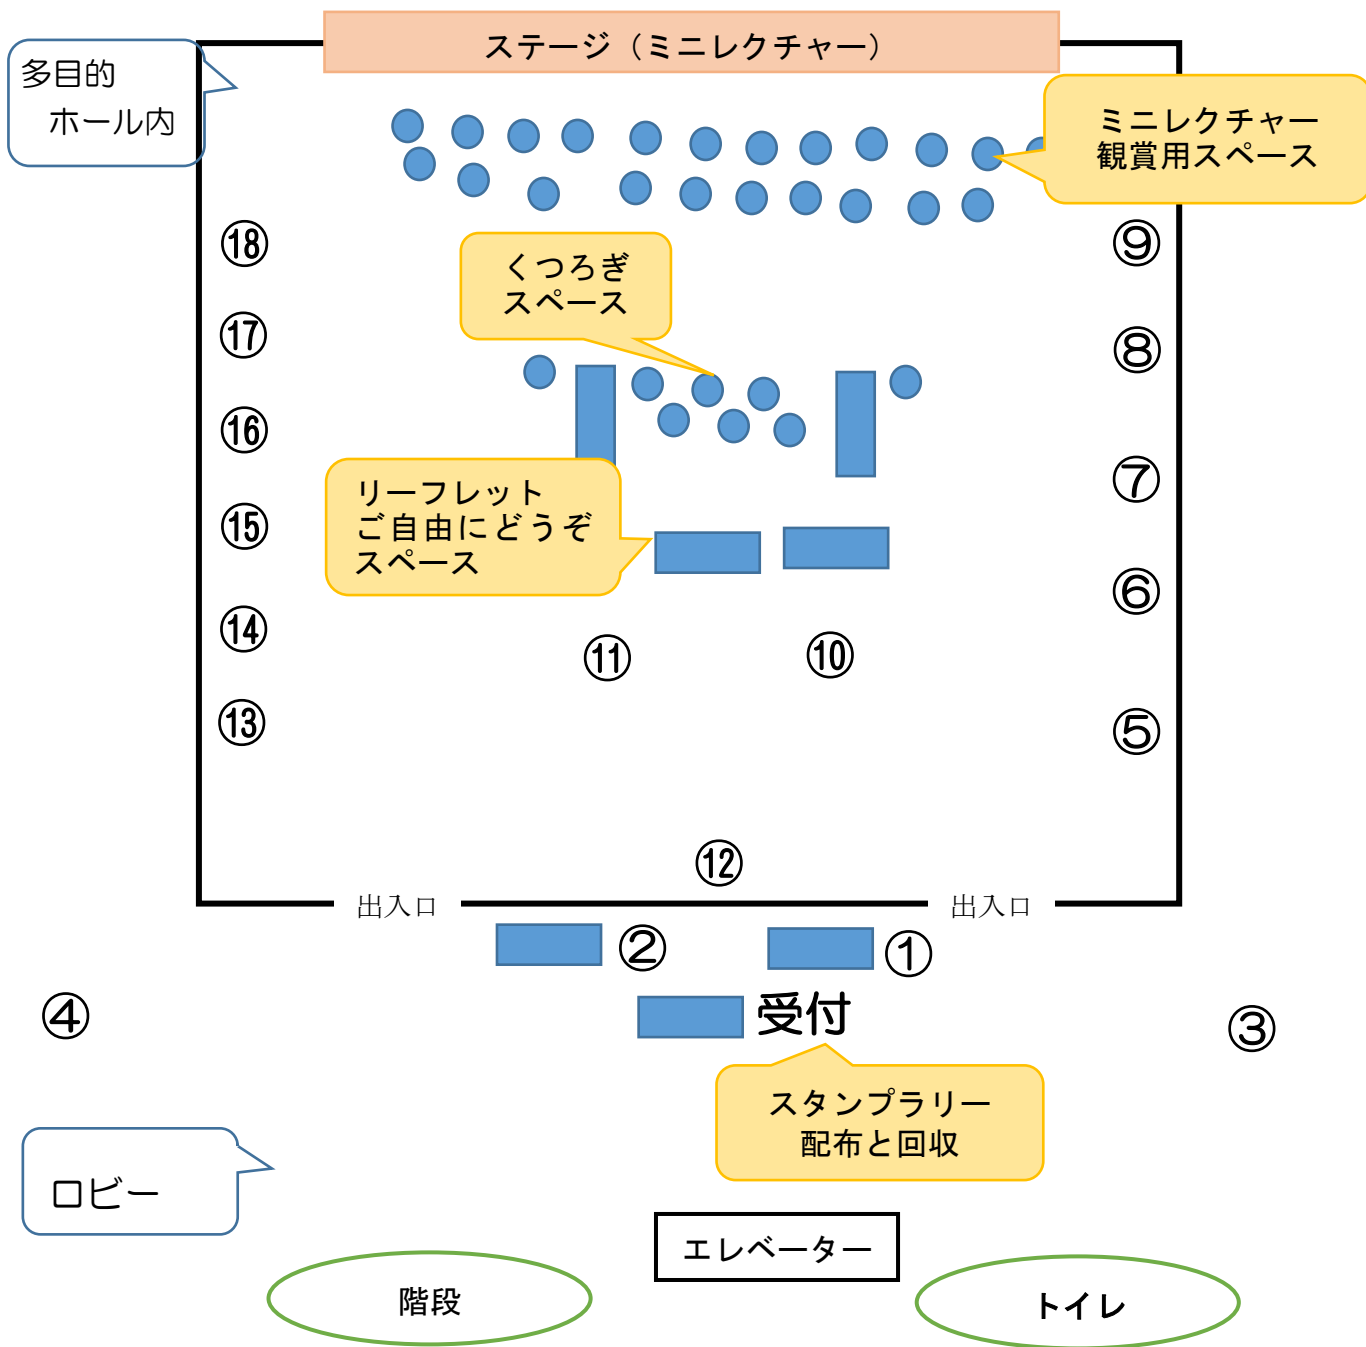 ステージ（ミニレクチャー）
多目的
ホール内
ミニレクチャー
観賞用スペース
⑱
⑨
くつろぎ
スペース
⑰
⑧
⑯
⑦
リーフレット
ご自由にどうぞ
スペース
⑮
⑥
⑭
⑪
⑩
⑬
⑤
⑫
出入口
出入口
②
①
④
受付
③
スタンプラリー
配布と回収
ロビー
エレベーター
階段
トイレ